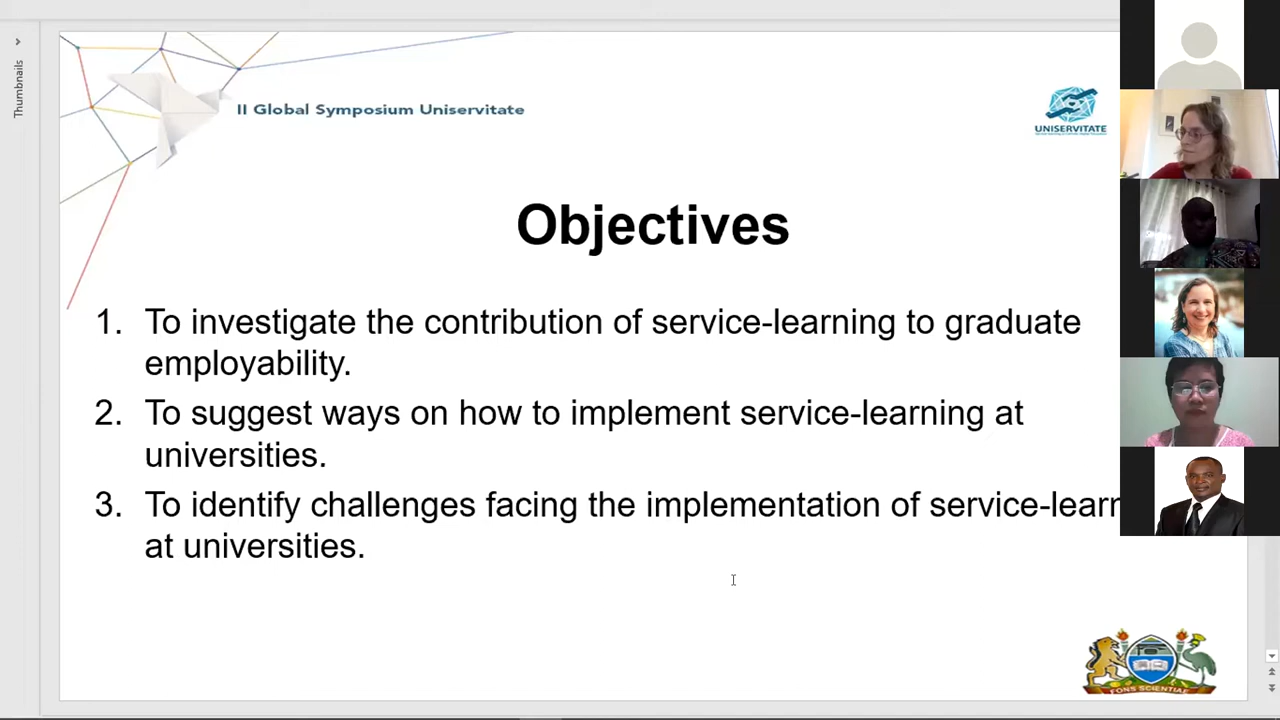 Thumbnails
II Global Symposium Uniservitate
UNISERVITATE
Objectives
1. To investigate the contribution of service-learning to graduate
employability.
2. To suggest ways on how to implement service-learning at
universities.
3. To identify challenges facing the implementation of service-learn
at universities.
FONS SCIENTIAE